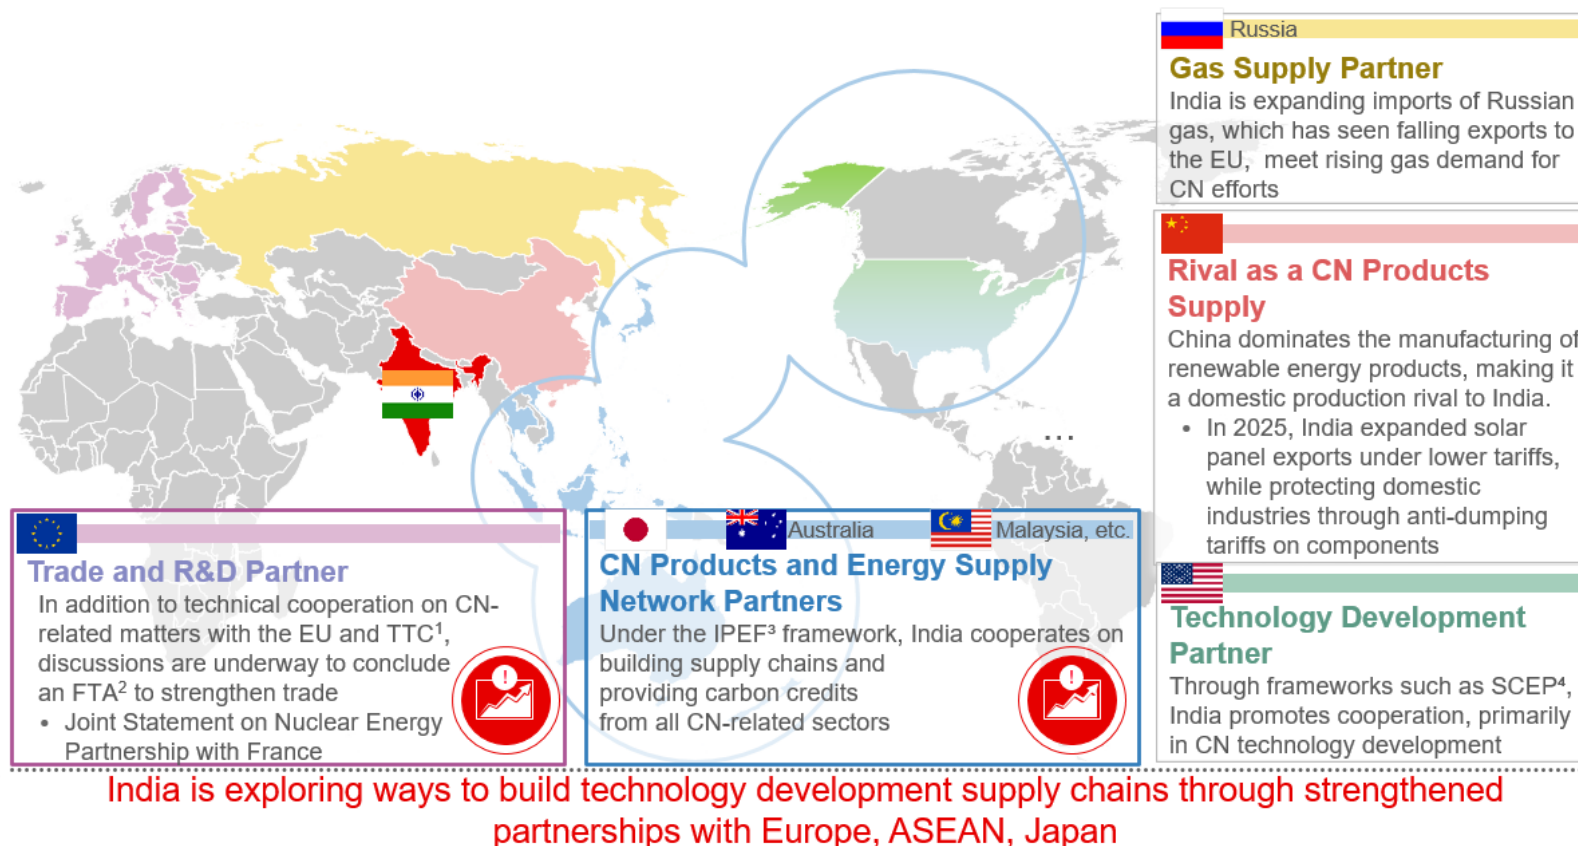 Russia
Gas Supply Partner
India is expanding imports of Russian
gas, which has seen falling exports to
the EU, meet rising gas demand for
CN efforts
Rival as a CN Products
Supply
China dominates the manufacturing of
renewable energy products, making it
a domestic production rival to India.
• In 2025, India expanded solar
panel exports under lower tariffs,
while protecting domestic
industries through anti-dumping
tariffs on components
...
Trade and R&D Partner
In addition to technical cooperation on CN-
related matters with the EU and TTC¹,
discussions are underway to conclude
an FTA² to strengthen trade
• Joint Statement on Nuclear Energy
Partnership with France
Australia
Malaysia, etc.
CN Products and Energy Supply
Network Partners
Under the IPEF³ framework, India cooperates on
building supply chains and
providing carbon credits
from all CN-related sectors
Technology Development
Partner
Through frameworks such as SCEP⁴,
India promotes cooperation, primarily
in CN technology development
India is exploring ways to build technology development supply chains through strengthened
partnerships with Europe, ASEAN, Japan